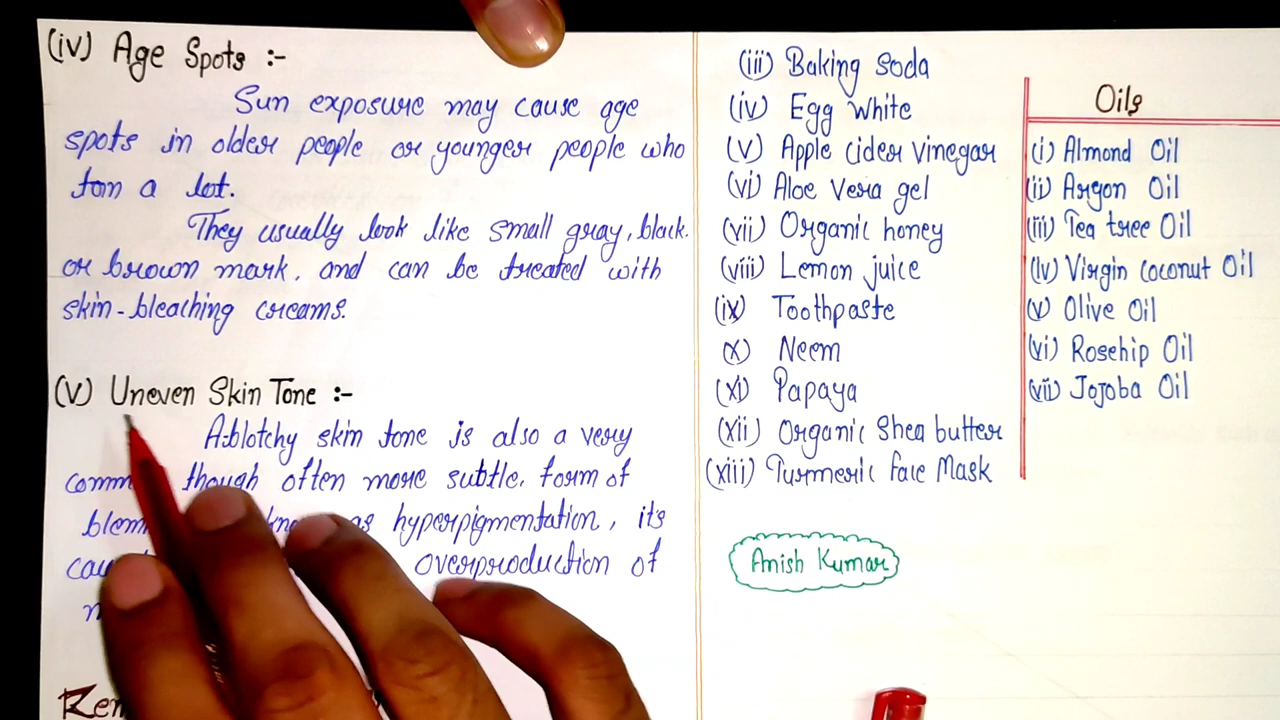 (iv) Age Spots :-
Sun exposure may cause age
spots in older people or younger people who
tan a lot.
They usually look like small gray, black.
or brown mark, and can be treated with
skin-bleaching creams.
(v) Uneven Skin Tone :-
A blotchy skin tone is also a very
though often more subtle, form of
as hyperpigmentation, its
overproduction of
(iii) Baking Soda
(iv) Egg White
(v) Apple cider vinegar
(vi) Aloe Vera gel
(vii) Organic honey
(viii) Lemon juice
(ix) Toothpaste
(x) Neem
(xi) Papaya
(xii) Organic Shea butter
(xiii) Turmeric face Mask
Anish Kumar
Oils
(i) Almond Oil
(ii) Argon Oil
(iii) Tea tree Oil
(iv) Virgin coconut Oil
(v) Olive Oil
(vi) Rosehip Oil
(vii) Jojoba Oil